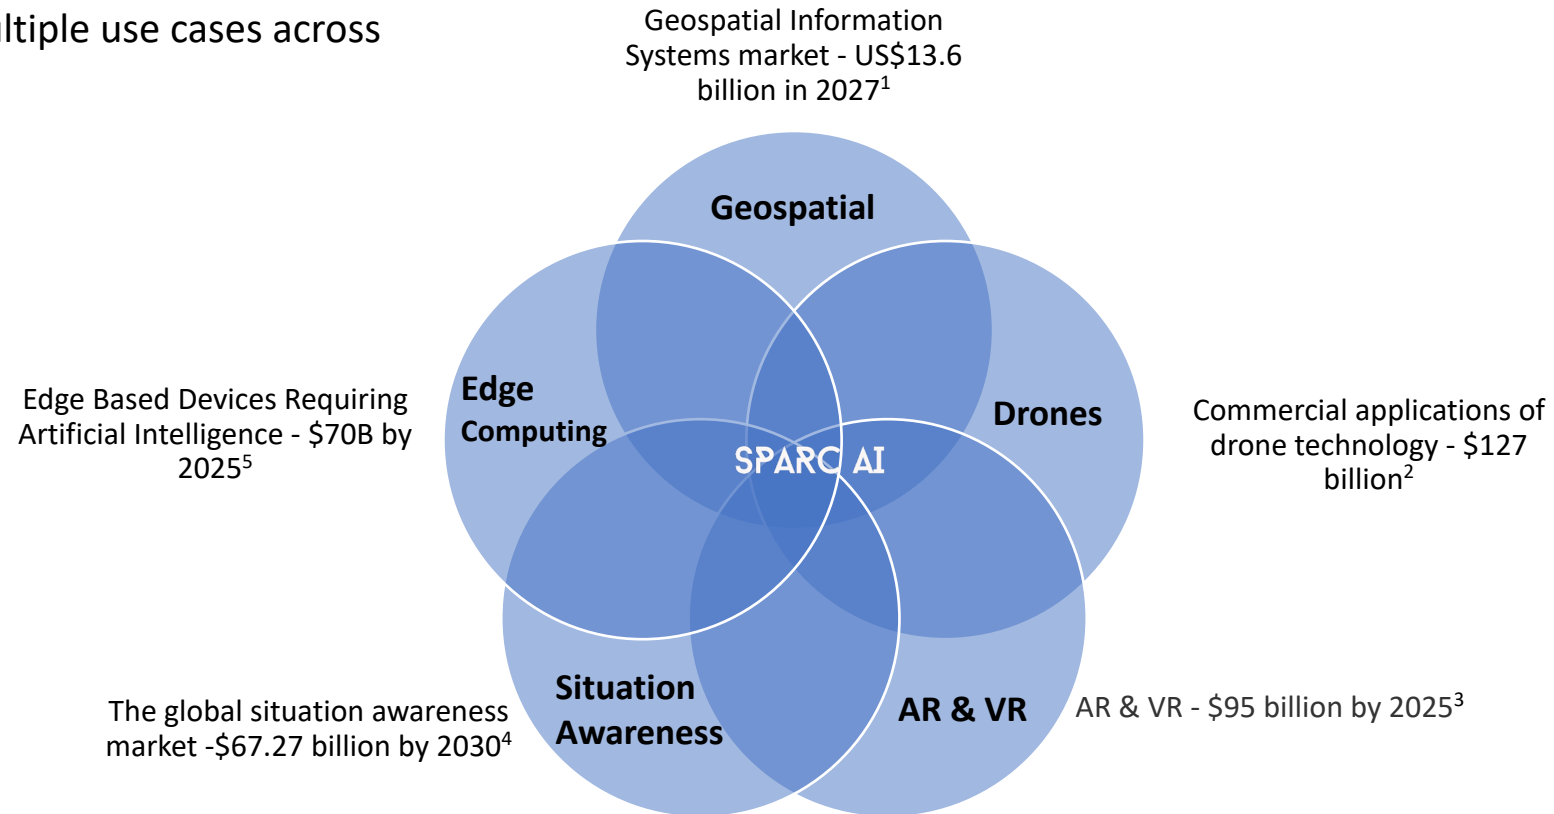 ltiple use cases across
Geospatial Information
Systems market - US$13.6
billion in 2027¹
Geospatial
Edge
Computing
Drones
SPARC AI
Edge Based Devices Requiring
Artificial Intelligence - $70B by
2025⁵
Commercial applications of
drone technology - $127
billion²
Situation
Awareness
AR & VR
The global situation awareness
market -$67.27 billion by 2030⁴
AR & VR - $95 billion by 2025³